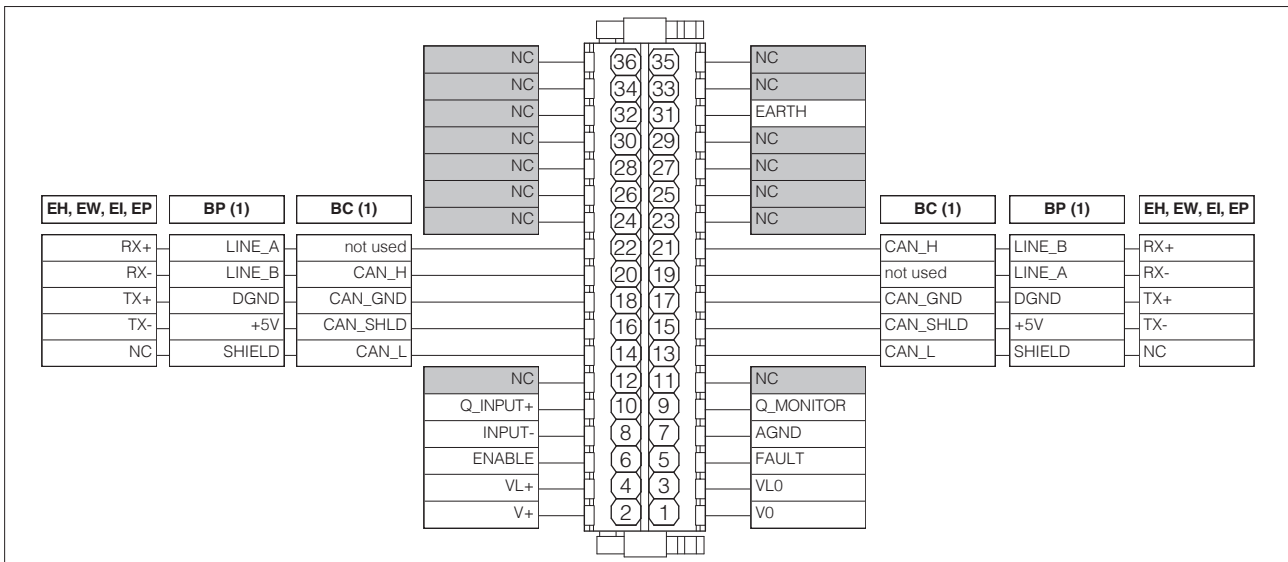 NC 36 35 NC
NC 34 33 NC
NC 32 31 EARTH
NC 30 29 NC
NC 28 27 NC
NC 26 25 NC
NC 24 23 NC
EH, EW, EI, EP BP (1) BC (1) BC (1) BP (1) EH, EW, EI, EP
RX+ LINE_A not used 22 21 CAN_H LINE_B RX+
RX- LINE_B CAN_H 20 19 not used LINE_A RX-
TX+ DGND CAN_GND 18 17 CAN_GND DGND TX+
TX- +5V CAN_SHLD 16 15 CAN_SHLD +5V TX-
NC SHIELD CAN_L 14 13 CAN_L SHIELD NC
NC 12 11 NC
Q_INPUT+ 10 9 Q_MONITOR
INPUT- 8 7 AGND
ENABLE 6 5 FAULT
VL+ 4 3 VL0
V+ 2 1 V0